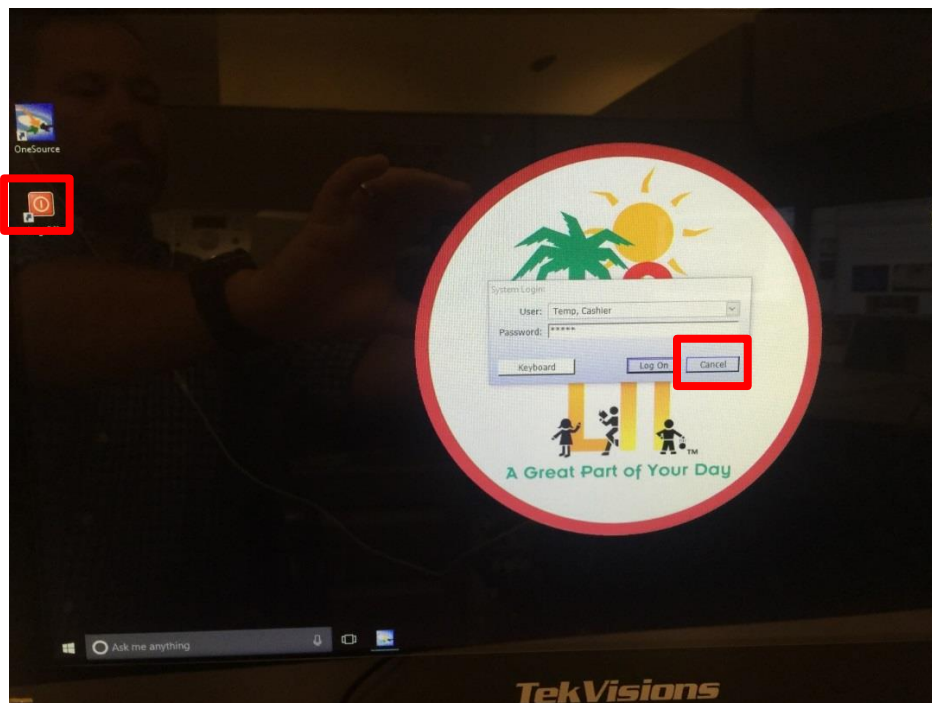 OneSource
System Login:
User: Temp, Cashier
Password: *****
Keyboard Log On Cancel
TM
A Great Part of Your Day
Ask me anything
TekVisions